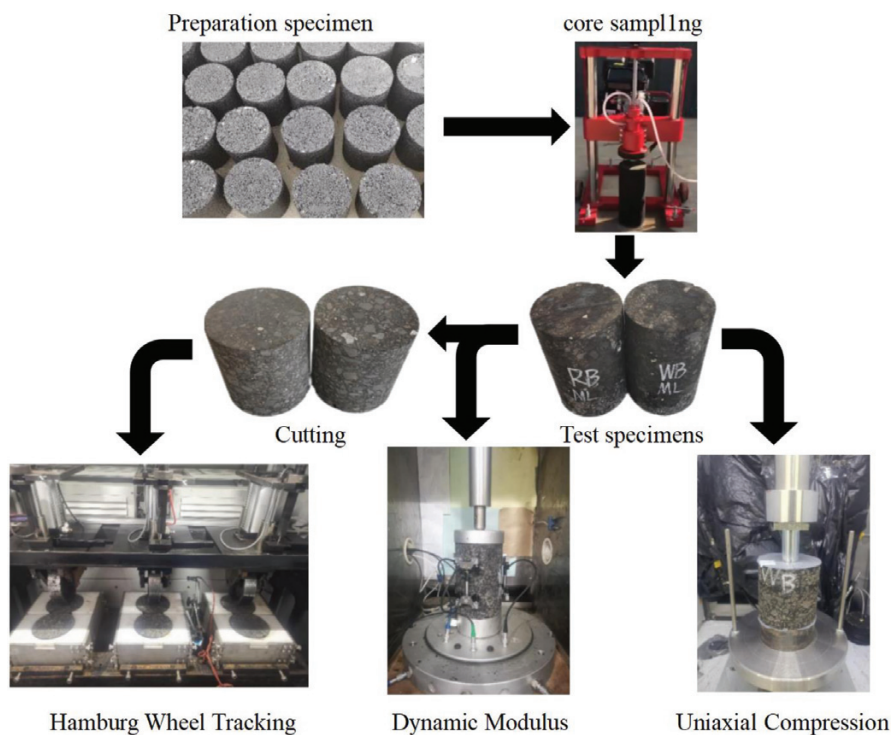 Preparation specimen
core sampl1ng
RB
ML
WB
ML
Cutting
Test specimens
WB
Hamburg Wheel Tracking
Dynamic Modulus
Uniaxial Compression